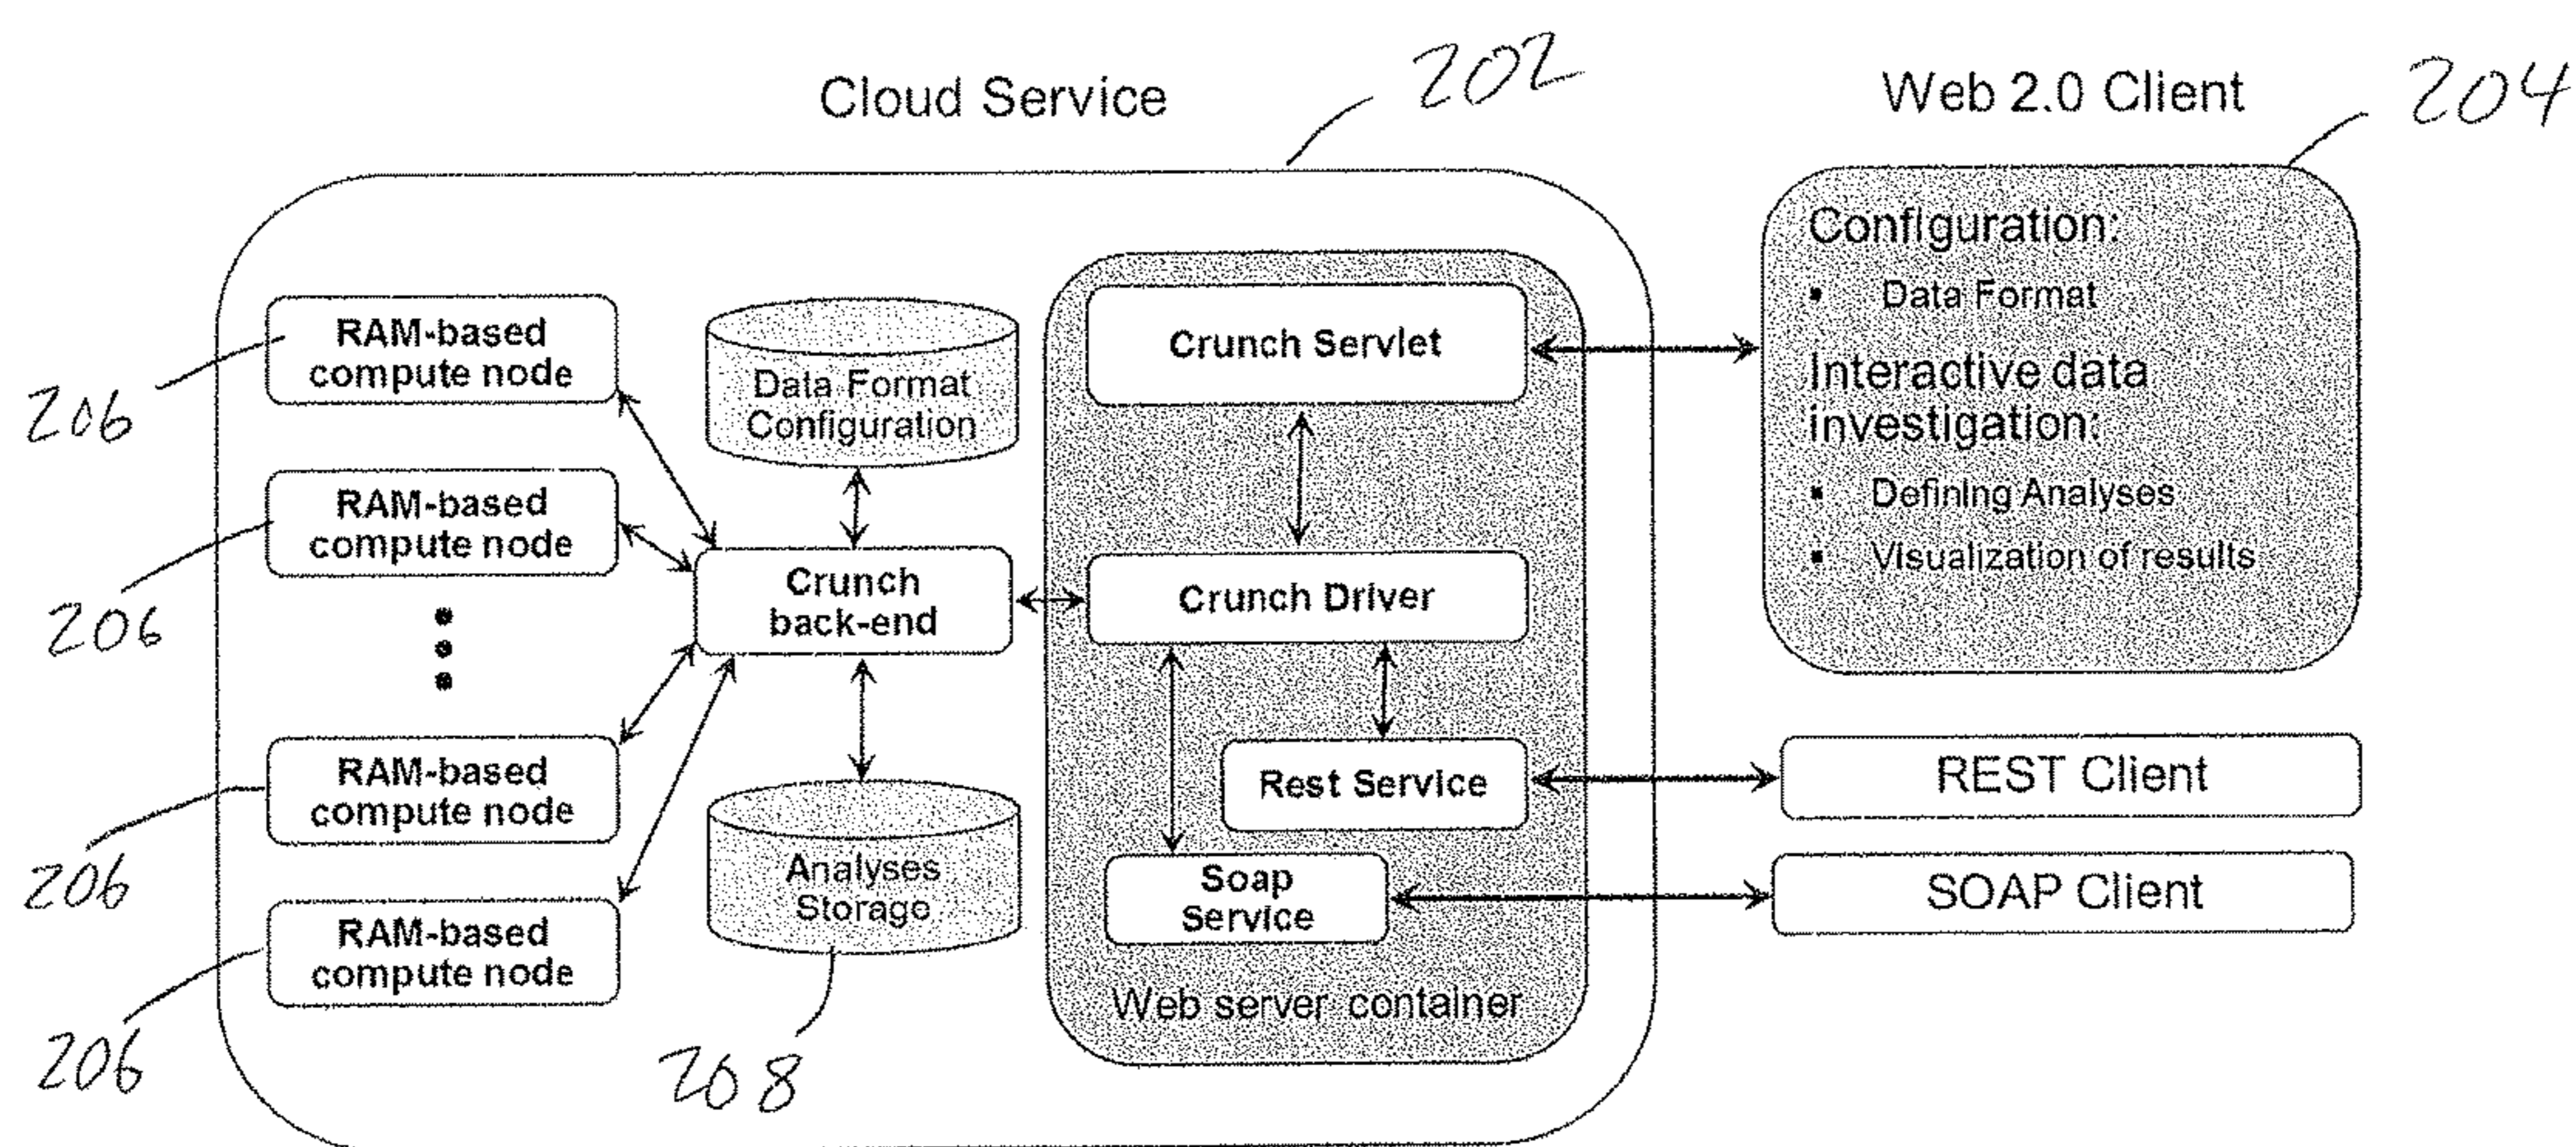 Cloud Service
202
Web 2.0 Client
204
RAM-based
compute node
206
RAM-based
compute node
206
RAM-based
compute node
206
RAM-based
compute node
206
Data Format
Configuration
Crunch
back-end
Analyses
Storage
208
Crunch Servlet
Crunch Driver
Rest Service
Soap
Service
Web server container
Configuration:
▪ Data Format
Interactive data
investigation:
▪ Defining Analyses
▪ Visualization of results
REST Client
SOAP Client